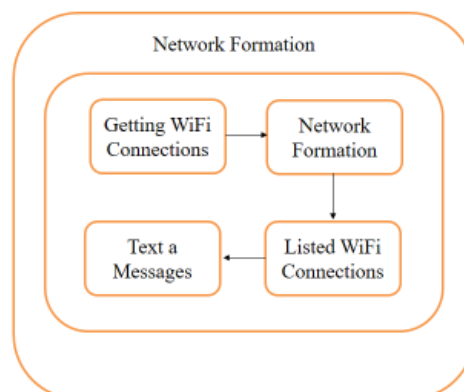 Network Formation
Getting WiFi
Connections
Network
Formation
Text a
Messages
Listed WiFi
Connections